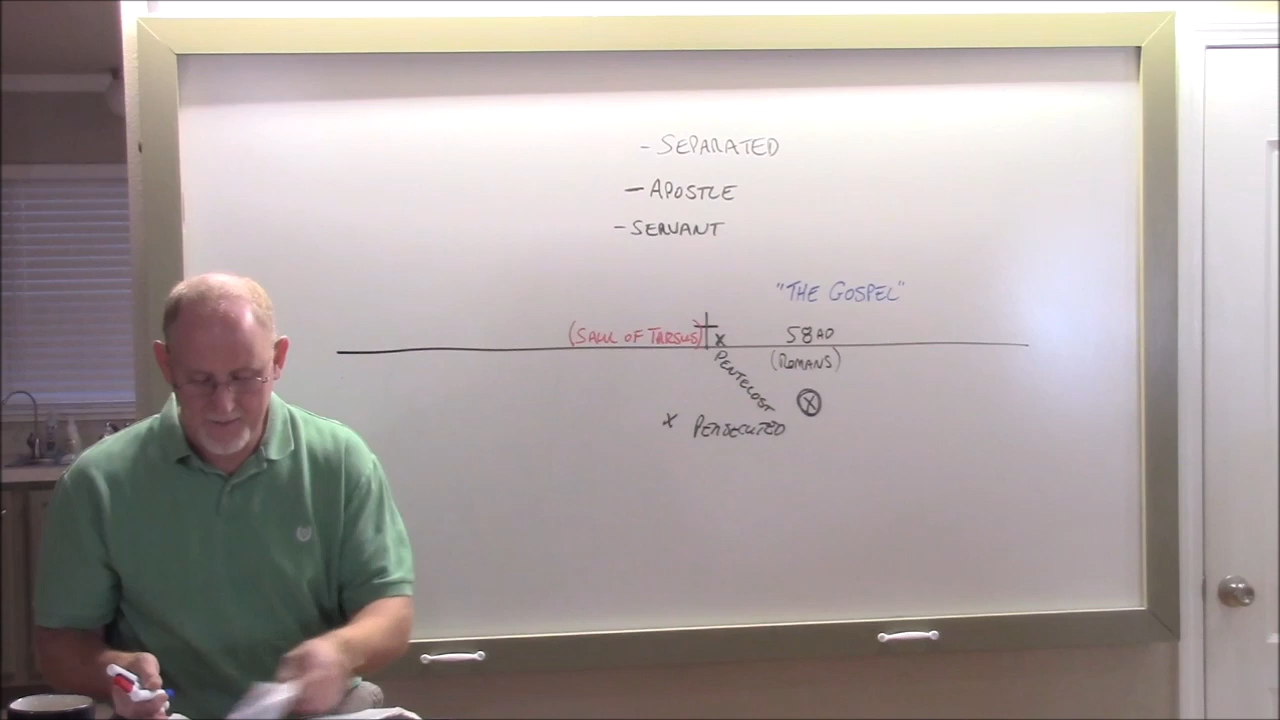 - SEPARATED
- APOSTLE
- SERVANT
"THE GOSPEL"
(SAUL OF TARSUS) x 58 AD
PENTECOST (ROMANS)
x PERSECUTED